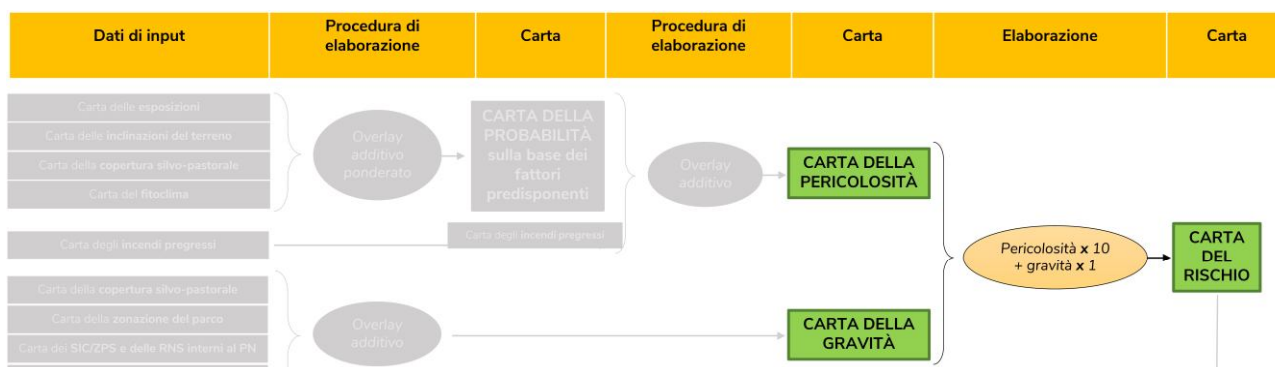 Dati di input
Procedura di
elaborazione
Carta
Procedura di
elaborazione
Carta
Elaborazione
Carta
Carta delle esposizioni
Carta delle inclinazioni del terreno
Carta della copertura silvo-pastorale
Carta del fitoclima
Overlay
additivo
ponderato
CARTA DELLA
PROBABILITÀ
sulla base dei
fattori
predisponenti
Overlay
additivo
CARTA DELLA
PERICOLOSITÀ
Carta degli incendi pregressi
Carta degli incendi pregressi
Pericolosità x 10
+ gravità x 1
CARTA
DEL
RISCHIO
Carta della copertura silvo-pastorale
Carta della zonazione del parco
Carta dei SIC/ZPS e delle RNS interni al PN
Overlay
additivo
CARTA DELLA
GRAVITÀ